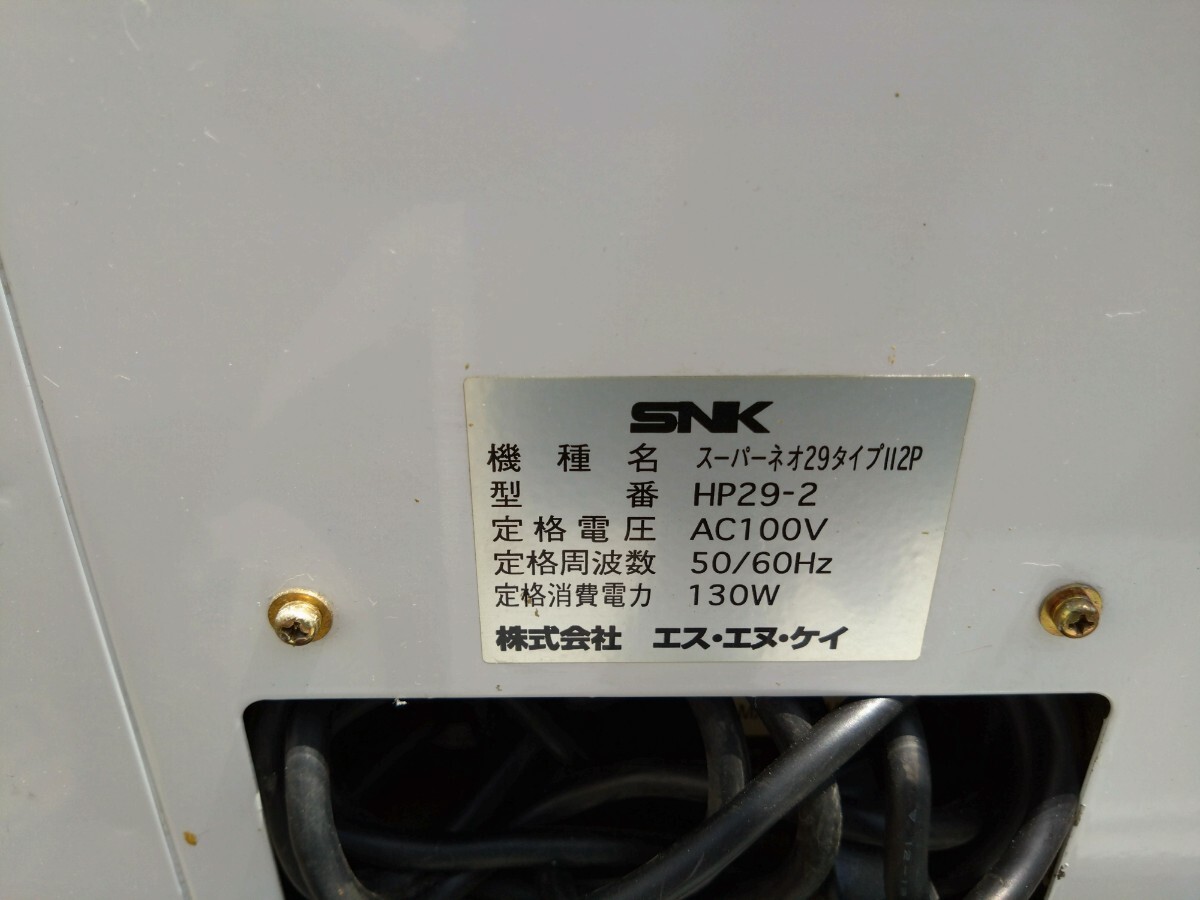 SNK
機種名 スーパーネオ29タイプII2P
型番 HP29-2
定格電圧 AC100V
定格周波数 50/60Hz
定格消費電力 130W
株式会社 エス・エヌ・ケイ